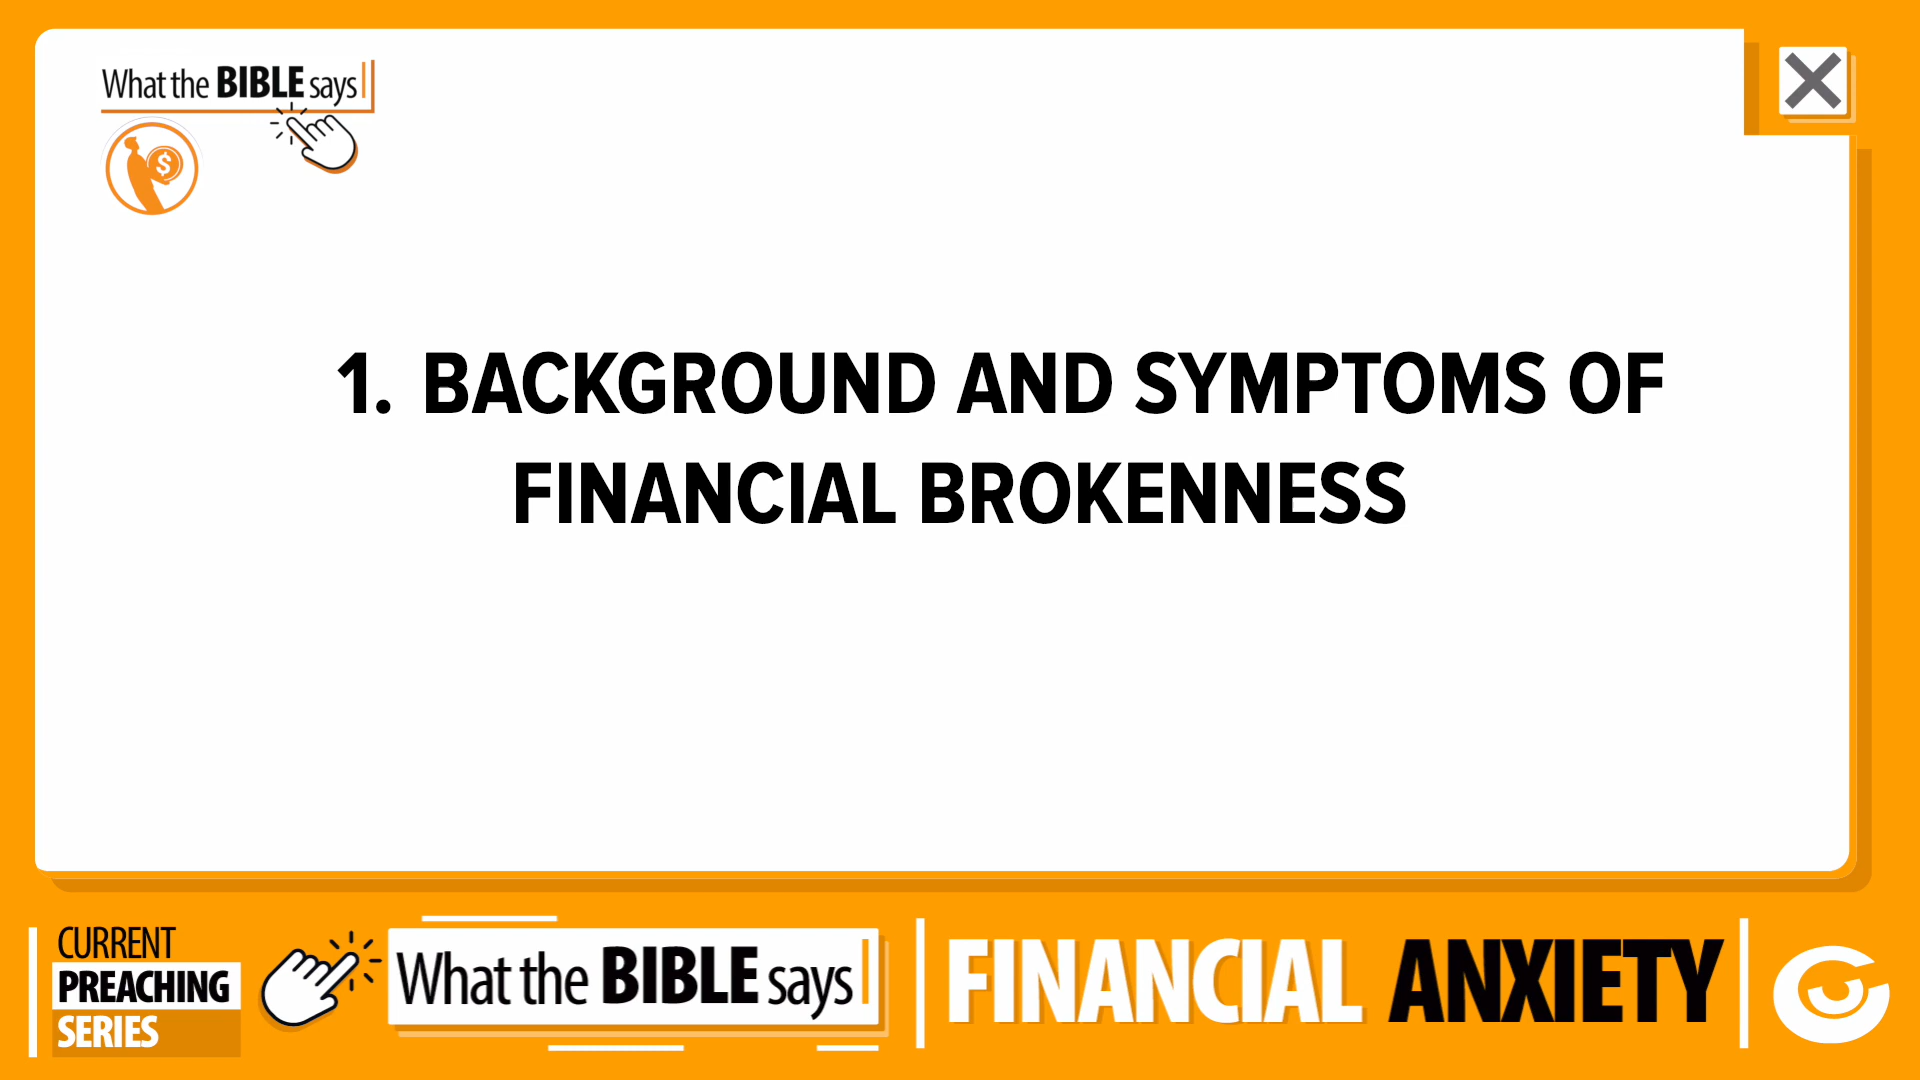 What the BIBLE says
$
1. BACKGROUND AND SYMPTOMS OF
FINANCIAL BROKENNESS
CURRENT
PREACHING
SERIES
What the BIBLE says
FINANCIAL ANXIETY